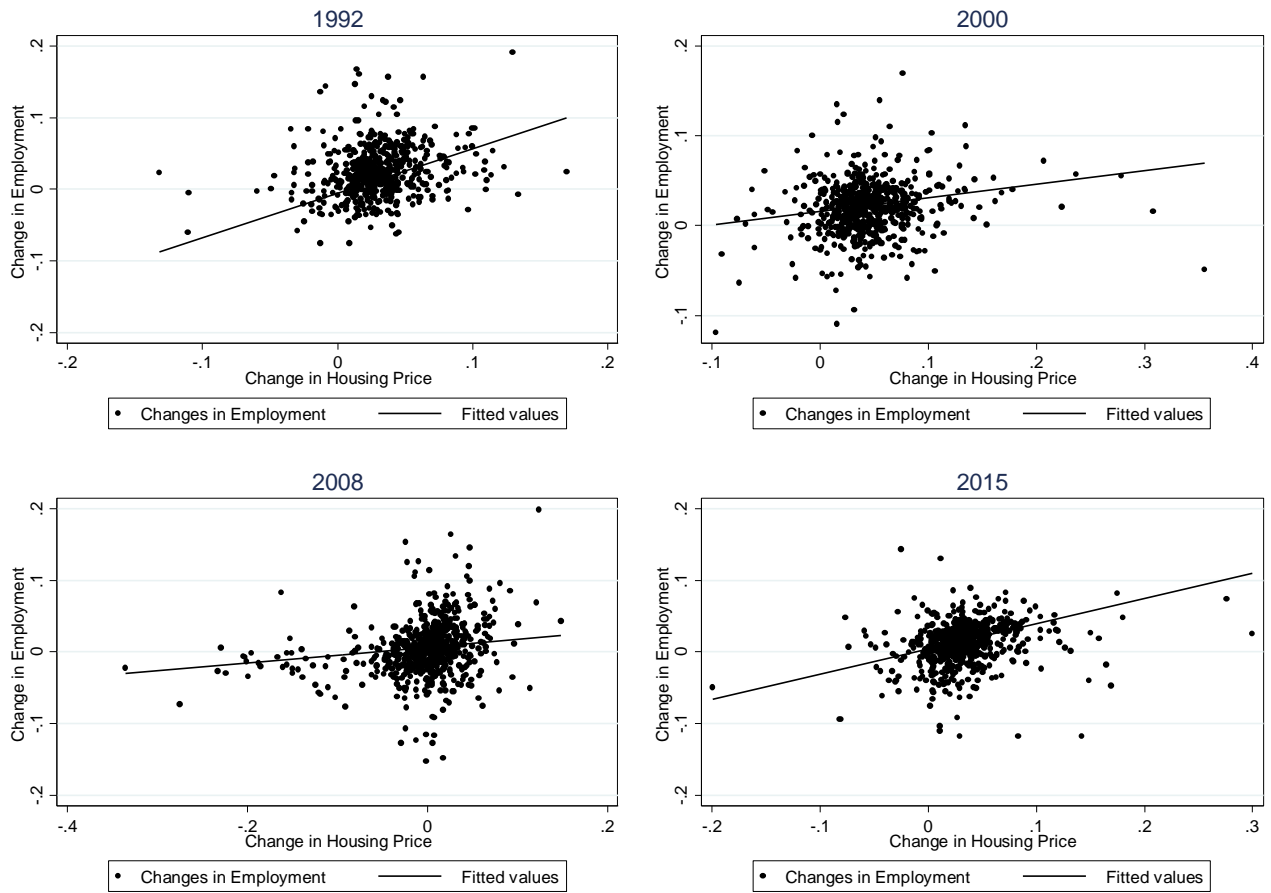 1992
Change in Employment
.2
.1
0
-.1
-.2
-.2 -.1 0 .1 .2
Change in Housing Price
Changes in Employment Fitted values
2000
Change in Employment
.2
.1
0
-.1
-.1 0 .1 .2 .3 .4
Change in Housing Price
Changes in Employment Fitted values
2008
Change in Employment
.2
.1
0
-.1
-.2
-.4 -.2 0 .2
Change in Housing Price
Changes in Employment Fitted values
2015
Change in Employment
.2
.1
0
-.1
-.2
-.2 -.1 0 .1 .2 .3
Change in Housing Price
Changes in Employment Fitted values